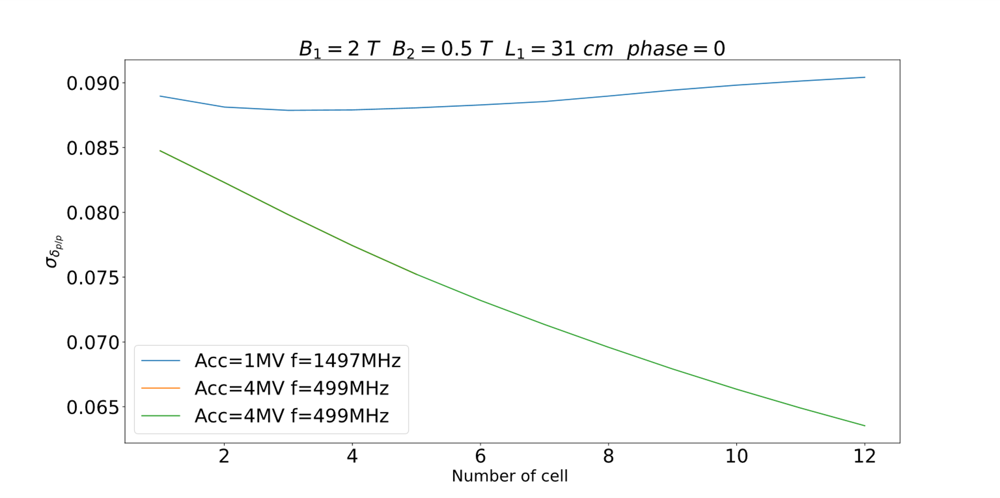 B₁ = 2 T B₂ = 0.5 T L₁ = 31 cm phase = 0
0.090
0.085
0.080
0.075
0.070
0.065
σδp/p
Acc=1MV f=1497MHz
Acc=4MV f=499MHz
Acc=4MV f=499MHz
2 4 6 8 10 12
Number of cell